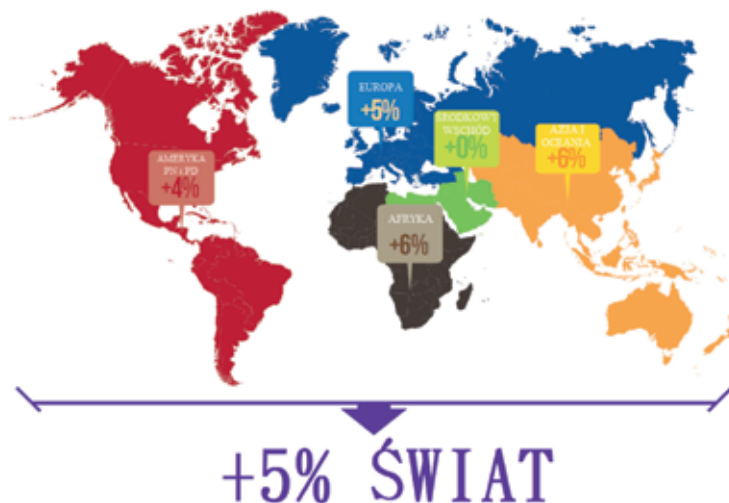 EUROPA
+5%
ŚRODKOWY
WSCHÓD
+0%
AZJA I
OCEANIA
+6%
AMERYKA
PN I PD
+4%
AFRYKA
+6%
+5% ŚWIAT